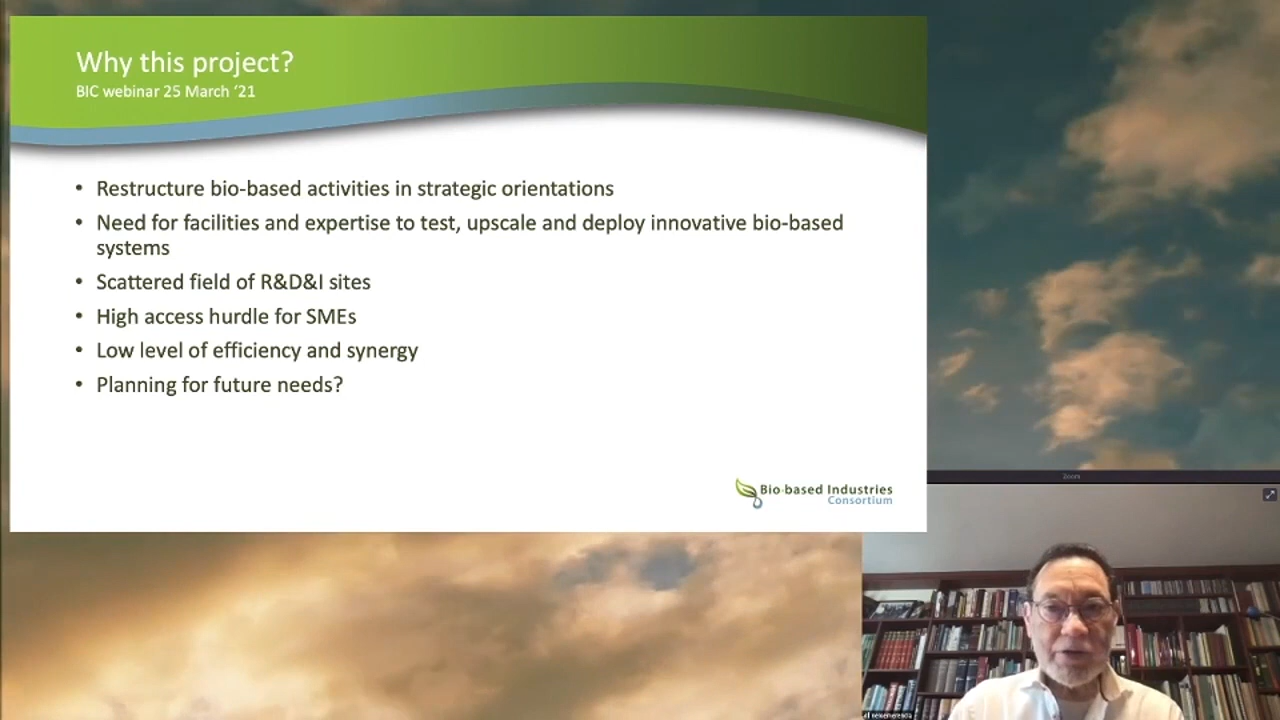 Why this project?
BIC webinar 25 March ‘21
• Restructure bio-based activities in strategic orientations
• Need for facilities and expertise to test, upscale and deploy innovative bio-based
systems
• Scattered field of R&D&I sites
• High access hurdle for SMEs
• Low level of efficiency and synergy
• Planning for future needs?
Bio-based Industries
Consortium
Zoom